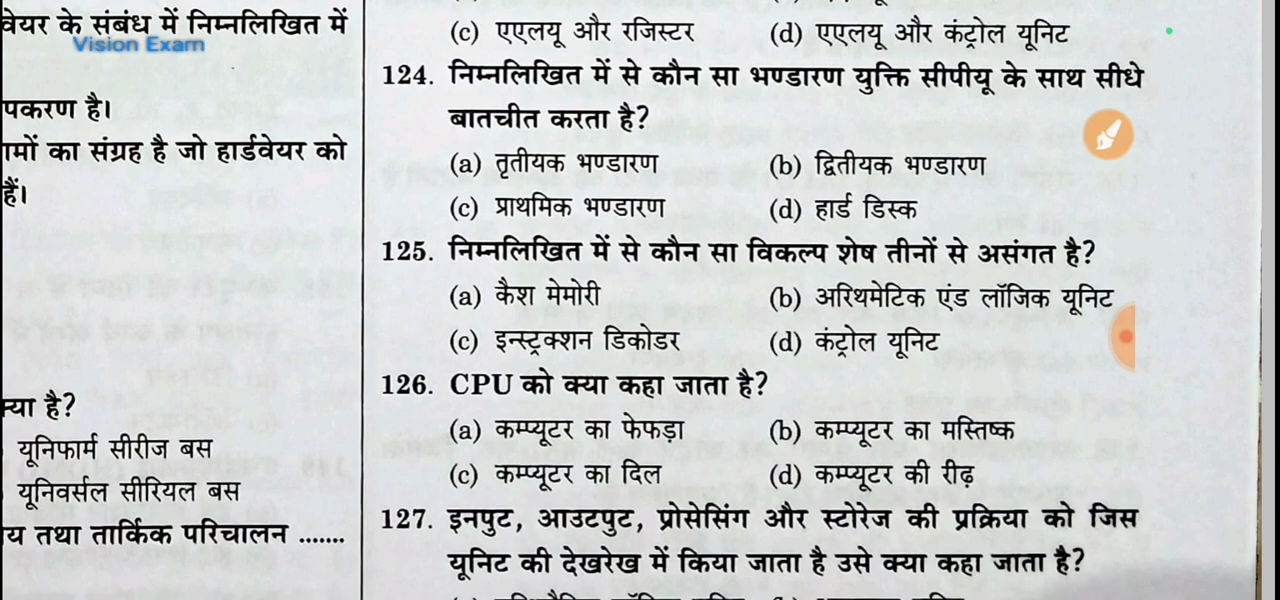 वेयर के संबंध में निम्नलिखित में
Vision Exam
पकरण है।
ामों का संग्रह है जो हार्डवेयर को
हैं।
क्या है?
यूनिफार्म सीरीज बस
यूनिवर्सल सीरियल बस
य तथा तार्किक परिचालन .......
(c) एएलयू और रजिस्टर (d) एएलयू और कंट्रोल यूनिट
124. निम्नलिखित में से कौन सा भण्डारण युक्ति सीपीयू के साथ सीधे
बातचीत करता है?
(a) तृतीयक भण्डारण (b) द्वितीयक भण्डारण
(c) प्राथमिक भण्डारण (d) हार्ड डिस्क
125. निम्नलिखित में से कौन सा विकल्प शेष तीनों से असंगत है?
(a) कैश मेमोरी (b) अरिथमेटिक एंड लॉजिक यूनिट
(c) इन्स्ट्रक्शन डिकोडर (d) कंट्रोल यूनिट
126. CPU को क्या कहा जाता है?
(a) कम्प्यूटर का फेफड़ा (b) कम्प्यूटर का मस्तिष्क
(c) कम्प्यूटर का दिल (d) कम्प्यूटर की रीढ़
127. इनपुट, आउटपुट, प्रोसेसिंग और स्टोरेज की प्रक्रिया को जिस
यूनिट की देखरेख में किया जाता है उसे क्या कहा जाता है?